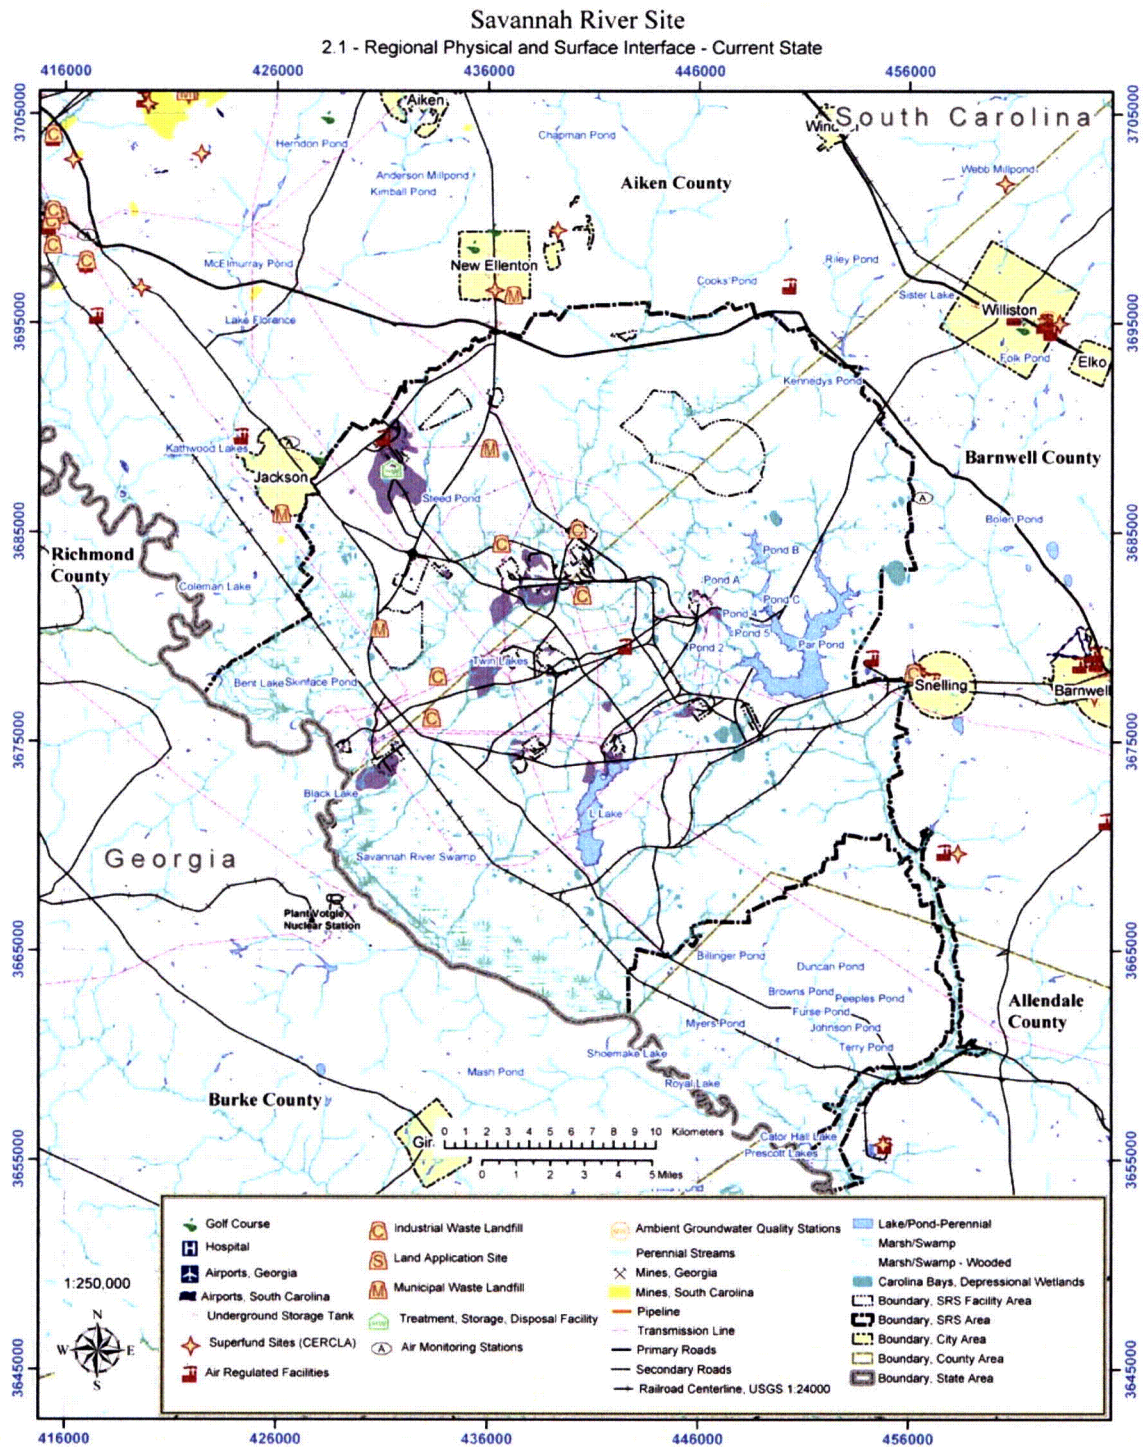 Savannah River Site
2.1 - Regional Physical and Surface Interface - Current State
416000 426000 436000 446000 456000
3705000
3705000
Aiken
South Carolina
Chapman Pond
Herndon Pond
Webb Millpond
Anderson Millpond
Kimball Pond
Aiken County
McElmurray Pond
New Ellenton
Riley Pond
Cooks Pond
Sister Lake
3695000
Lake Florence
Williston
3695000
Folk Pond
Elko
Kennedys Pond
Kathwood Lakes
Barnwell County
Jackson
Steed Pond
3685000
Bolen Pond
3685000
Richmond
County
Pond B
Coleman Lake
Pond A
Pond C
Pond 4
Pond 5
Pond 2
Par Pond
Twin Lakes
Bent Lake
Skinface Pond
Snelling
Barnwell
3675000
3675000
Black Lake
L Lake
Georgia
Savannah River Swamp
Plant Votgle
Nuclear Station
3665000
3665000
Billinger Pond
Duncan Pond
Browns Pond
Peeples Pond
Furse Pond
Allendale
County
Myers Pond
Johnson Pond
Terry Pond
Shoemake Lake
Mash Pond
Royal Lake
Burke County
Gir
0 1 2 3 4 5 6 7 8 9 10 Kilometers
Cator Hall Lake
Prescott Lakes
0 1 2 3 4 5 Miles
3655000
3655000
Golf Course
Hospital
Airports, Georgia
Airports, South Carolina
Underground Storage Tank
Superfund Sites (CERCLA)
Air Regulated Facilities
C Industrial Waste Landfill
S Land Application Site
M Municipal Waste Landfill
Treatment, Storage, Disposal Facility
A Air Monitoring Stations
Ambient Groundwater Quality Stations
Perennial Streams
Mines, Georgia
Mines, South Carolina
Pipeline
Transmission Line
Primary Roads
Secondary Roads
Railroad Centerline, USGS 1:24000
Lake/Pond-Perennial
Marsh/Swamp
Marsh/Swamp - Wooded
Carolina Bays, Depressional Wetlands
Boundary, SRS Facility Area
Boundary, SRS Area
Boundary, City Area
Boundary, County Area
Boundary, State Area
1:250,000
N
W E
S
3645000
3645000
416000 426000 436000 446000 456000